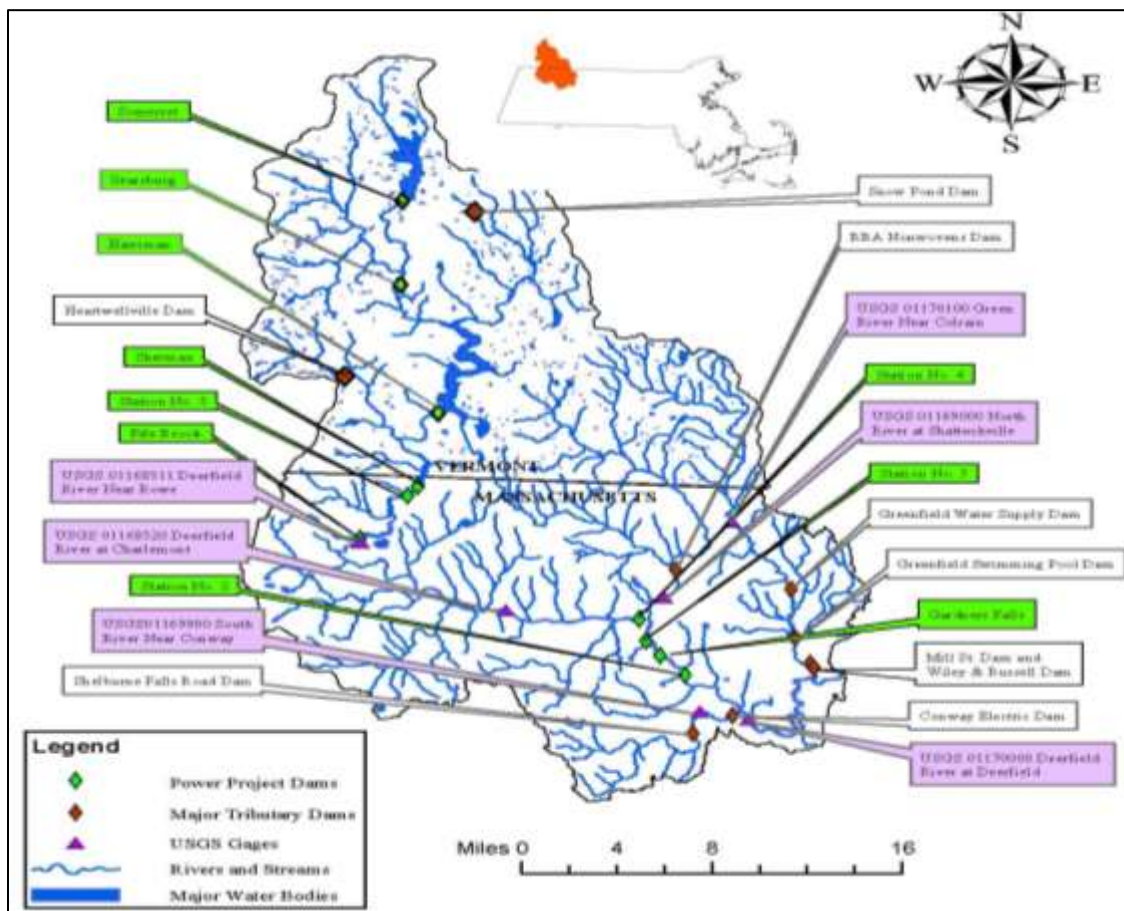 N
W E
S
Somerset
Searsburg
Harriman
Heartwellville Dam
Sherman
Station No. 5
Fife Brook
USGS 01168511 Deerfield
River Near Rowe
USGS 01168520 Deerfield
River at Charlemont
Station No. 2
USGS01169900 South
River Near Conway
Shelburne Falls Road Dam
Snow Pond Dam
BBA Nonwovens Dam
USGS 01170100 Green
River Near Colrain
Station No. 4
USGS 01169000 North
River at Shattuckville
Station No. 3
Greenfield Water Supply Dam
Greenfield Swimming Pool Dam
Gardners Falls
Mill St. Dam and
Wiley & Russell Dam
Conway Electric Dam
USGS 01170000 Deerfield
River at Deerfield
VERMONT
MASSACHUSETTS
Legend
Power Project Dams
Major Tributary Dams
USGS Gages
Rivers and Streams
Major Water Bodies
Miles 0 4 8 16